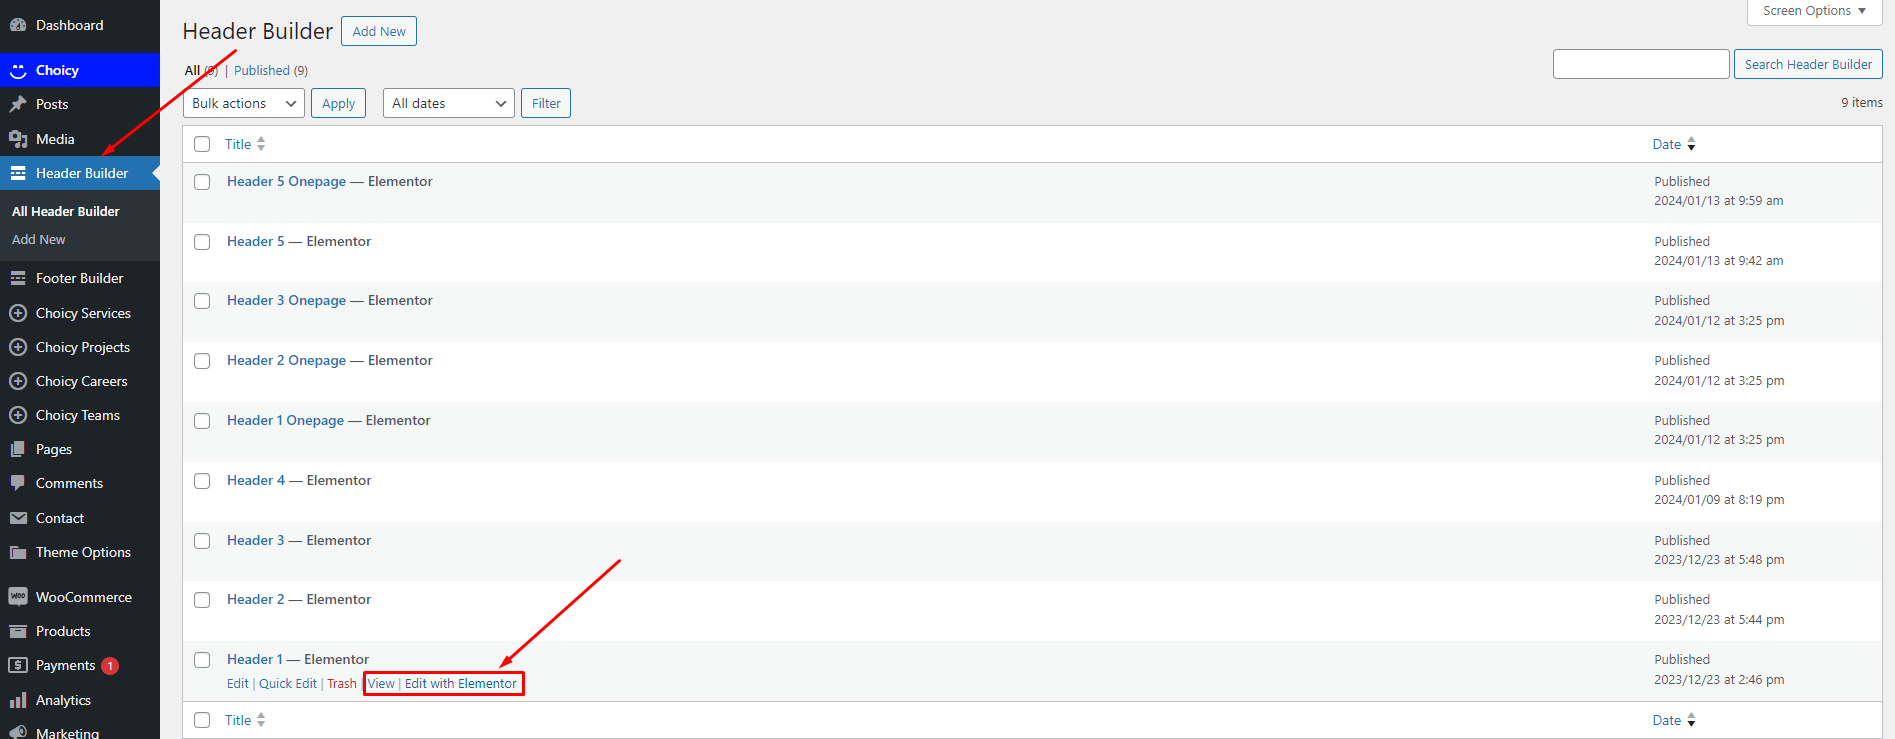 Dashboard
Choicy
Posts
Media
Header Builder
All Header Builder
Add New
Footer Builder
Choicy Services
Choicy Projects
Choicy Careers
Choicy Teams
Pages
Comments
Contact
Theme Options
WooCommerce
Products
Payments 1
Analytics
Marketing
Screen Options
Header Builder Add New
All (9) | Published (9)
Search Header Builder
Bulk actions Apply All dates Filter
9 items
Title Date
Header 5 Onepage — Elementor Published
2024/01/13 at 9:59 am
Header 5 — Elementor Published
2024/01/13 at 9:42 am
Header 3 Onepage — Elementor Published
2024/01/12 at 3:25 pm
Header 2 Onepage — Elementor Published
2024/01/12 at 3:25 pm
Header 1 Onepage — Elementor Published
2024/01/12 at 3:25 pm
Header 4 — Elementor Published
2024/01/09 at 8:19 pm
Header 3 — Elementor Published
2023/12/23 at 5:48 pm
Header 2 — Elementor Published
2023/12/23 at 5:44 pm
Header 1 — Elementor Published
Edit | Quick Edit | Trash | View | Edit with Elementor 2023/12/23 at 2:46 pm
Title Date